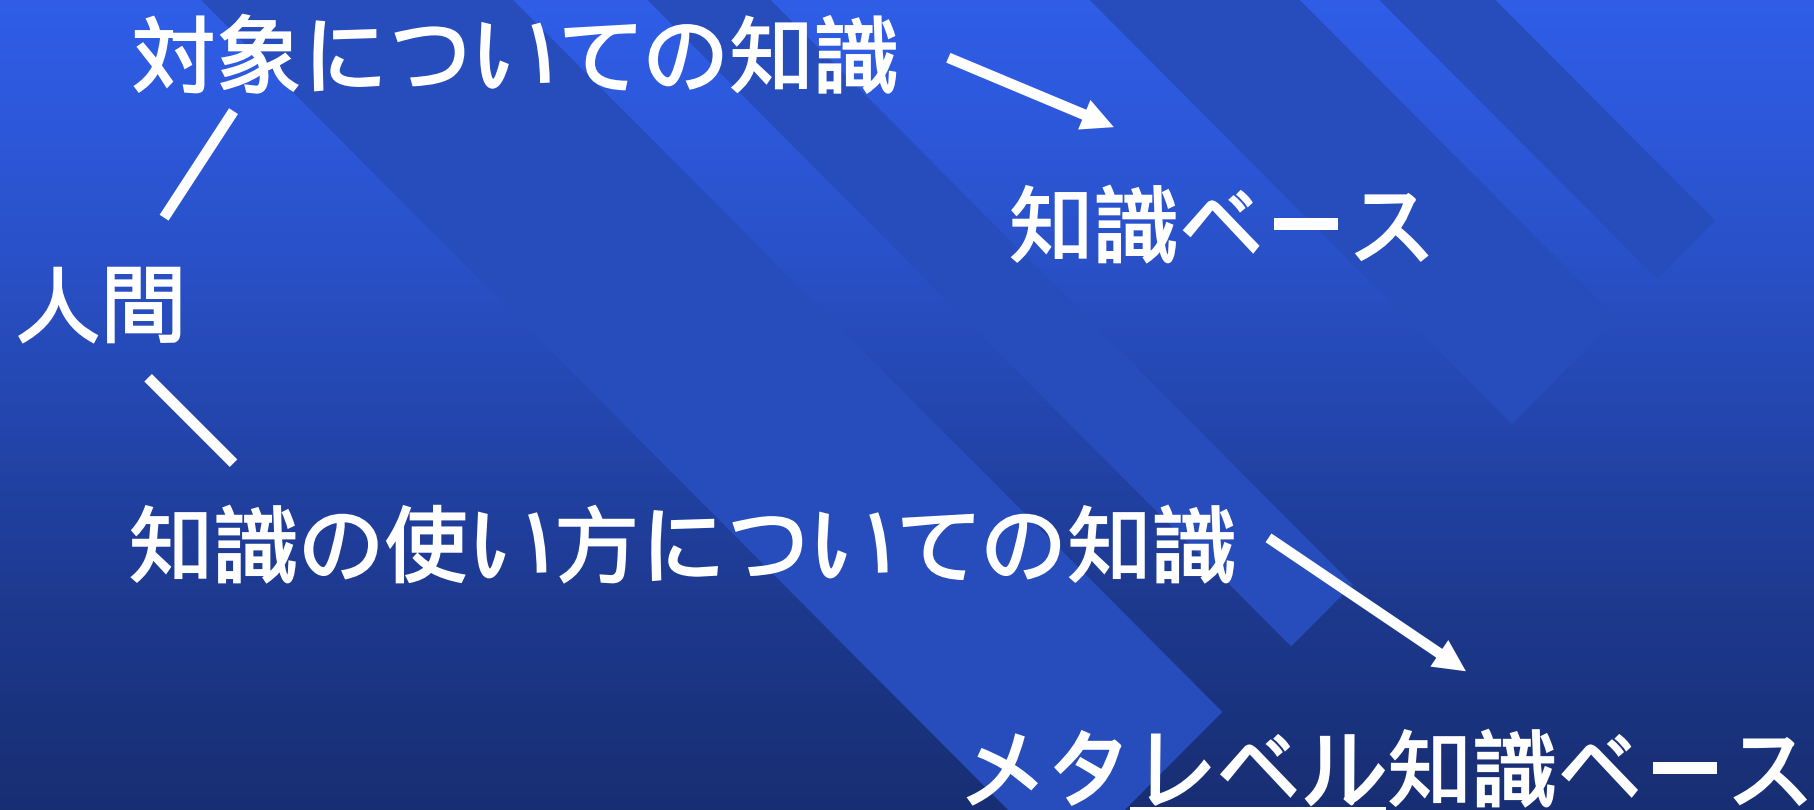 対象についての知識
知識ベース
人間
知識の使い方についての知識
メタレベル知識ベース